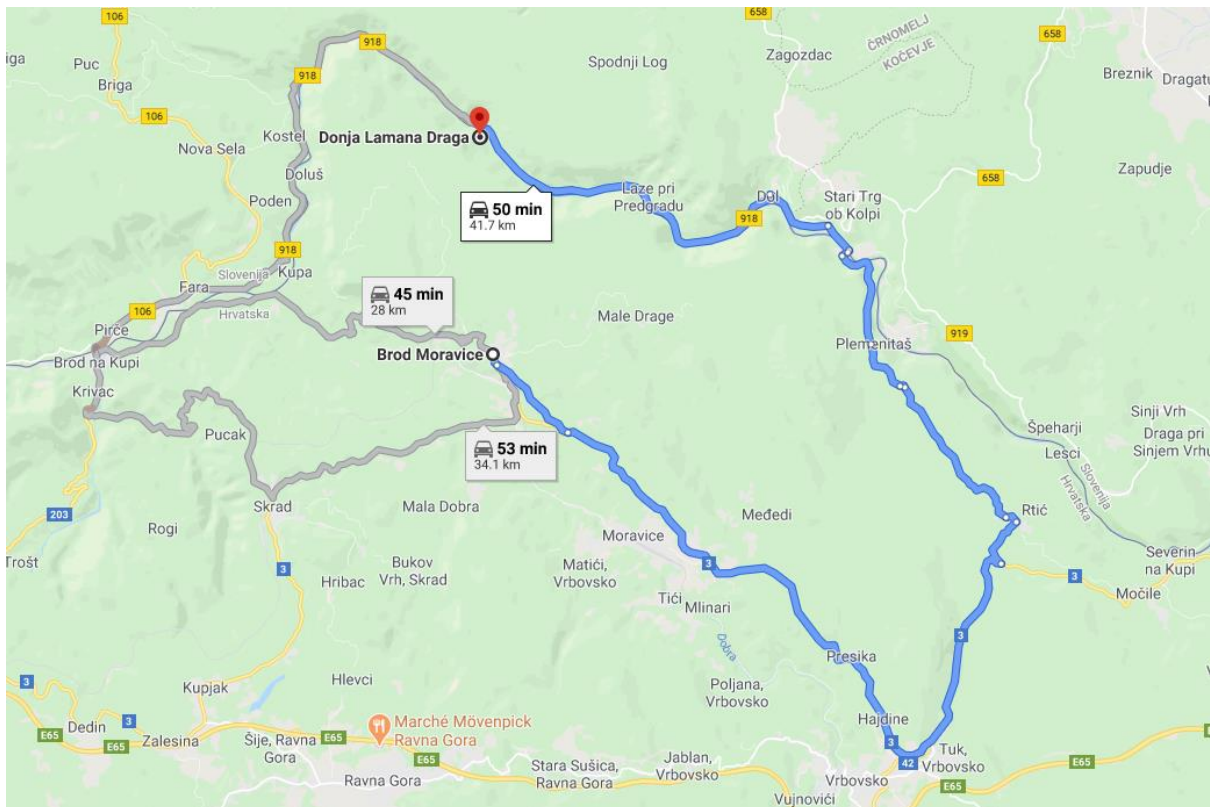 106
918
658
ČRNOMELJ
KOČEVJE
658
iga
Puc
Briga
918
Spodnji Log
Zagozdac
Breznik
Dragatu
106
Kostel
Donja Lamana Draga
Nova Sela
Doluš
Zapudje
658
Poden
50 min
41.7 km
Laze pri
Predgradu
Dol
918
Stari Trg
ob Kolpi
918
Slovenija
Kupa
Fara
45 min
28 km
106
Hrvatska
Male Drage
Pirče
919
Brod na Kupi
Brod Moravice
Plemenitaš
Krivac
Pucak
53 min
34.1 km
Špeharji
Lesci
Sinji Vrh
Draga pri
Sinjem Vrhu
Slovenija
Hrvatska
Skrad
Mala Dobra
203
Rogi
Međedi
Rtić
Trošt
Moravice
Bukov
Vrh, Skrad
Matići,
Vrbovsko
3
3
Hribac
3
Severin
na Kupi
Močile
Tići
Mlinari
Dobra
3
Presika
Hlevci
Poljana,
Vrbovsko
3
Kupjak
3
Dedin
E65
E65
Zalesina
Šije, Ravna
Gora
E65
Marché Mövenpick
Ravna Gora
Hajdine
3
42
Tuk,
Vrbovsko
E65
E65
Ravna Gora
Stara Sušica,
Ravna Gora
Jablan,
Vrbovsko
Vrbovsko
Vujnovići
E65